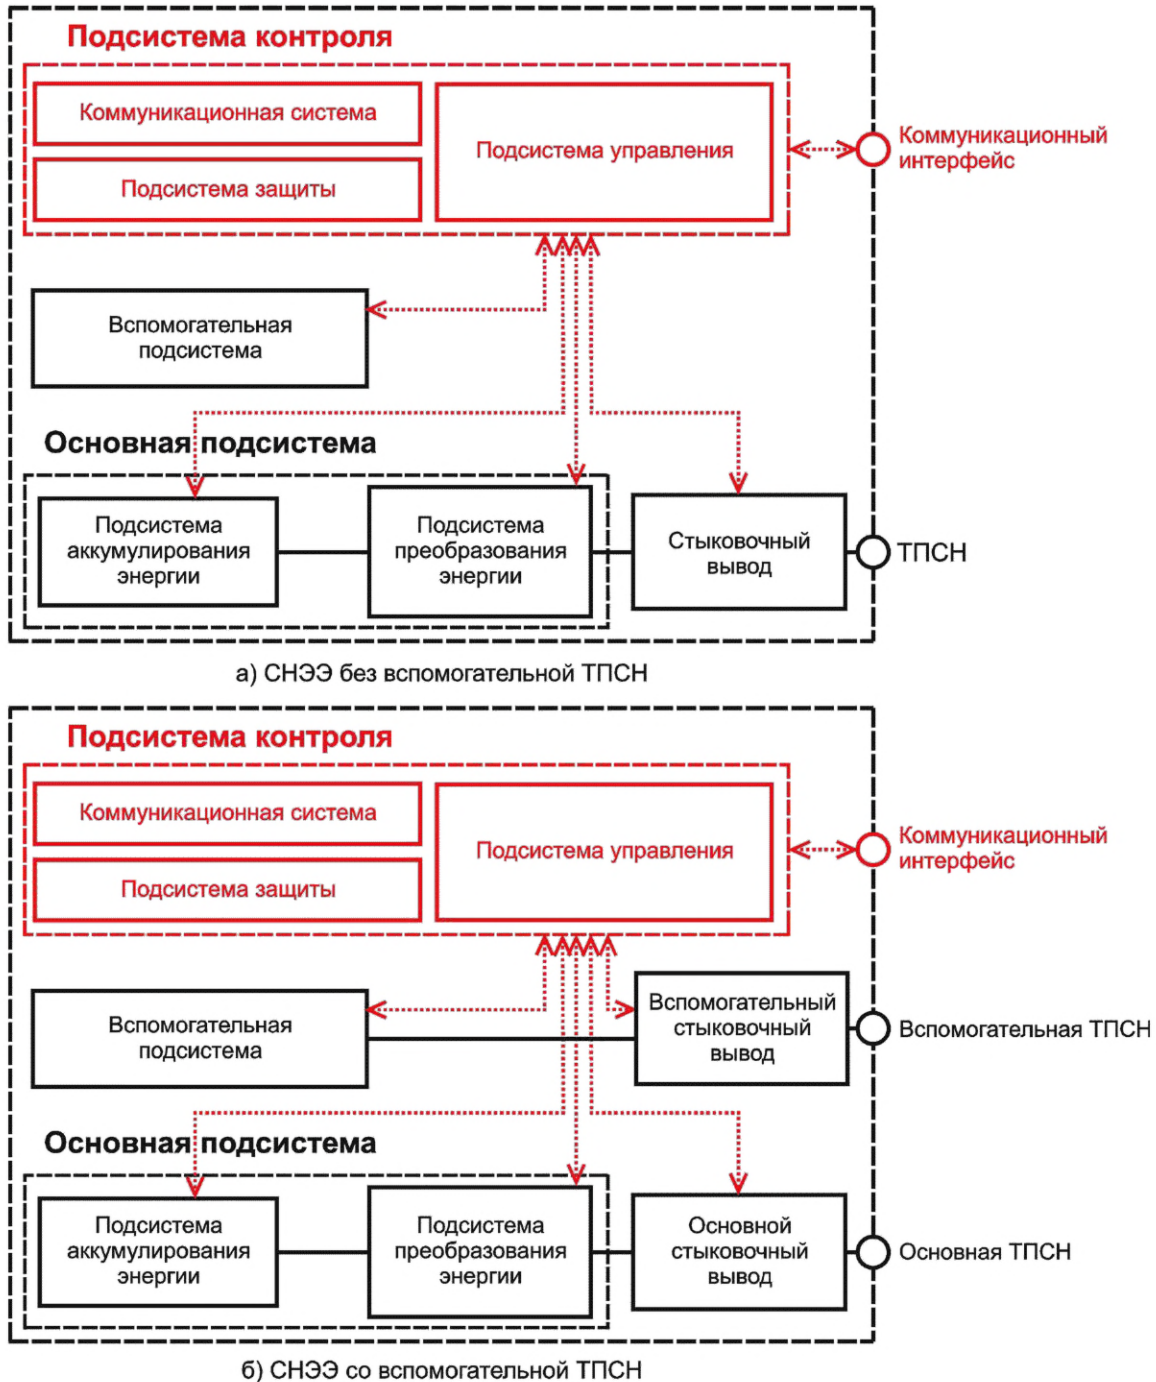 Подсистема контроля
Коммуникационная система
Подсистема защиты
Подсистема управления
Коммуникационный
интерфейс
Вспомогательная
подсистема
Основная подсистема
Подсистема
аккумулирования
энергии
Подсистема
преобразования
энергии
Стыковочный
вывод
ТПСН
а) СНЭЭ без вспомогательной ТПСН
Подсистема контроля
Коммуникационная система
Подсистема защиты
Подсистема управления
Коммуникационный
интерфейс
Вспомогательная
подсистема
Вспомогательный
стыковочный
вывод
Вспомогательная ТПСН
Основная подсистема
Подсистема
аккумулирования
энергии
Подсистема
преобразования
энергии
Основной
стыковочный
вывод
Основная ТПСН
б) СНЭЭ со вспомогательной ТПСН